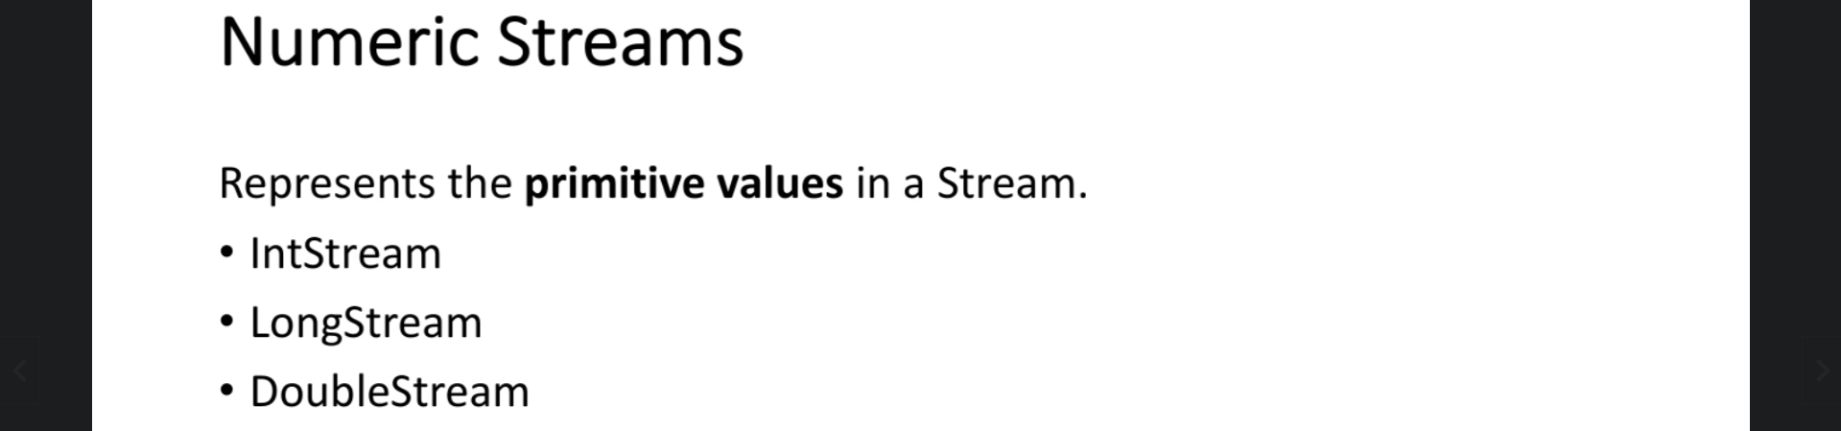 Numeric Streams
Represents the primitive values in a Stream.
• IntStream
• LongStream
• DoubleStream